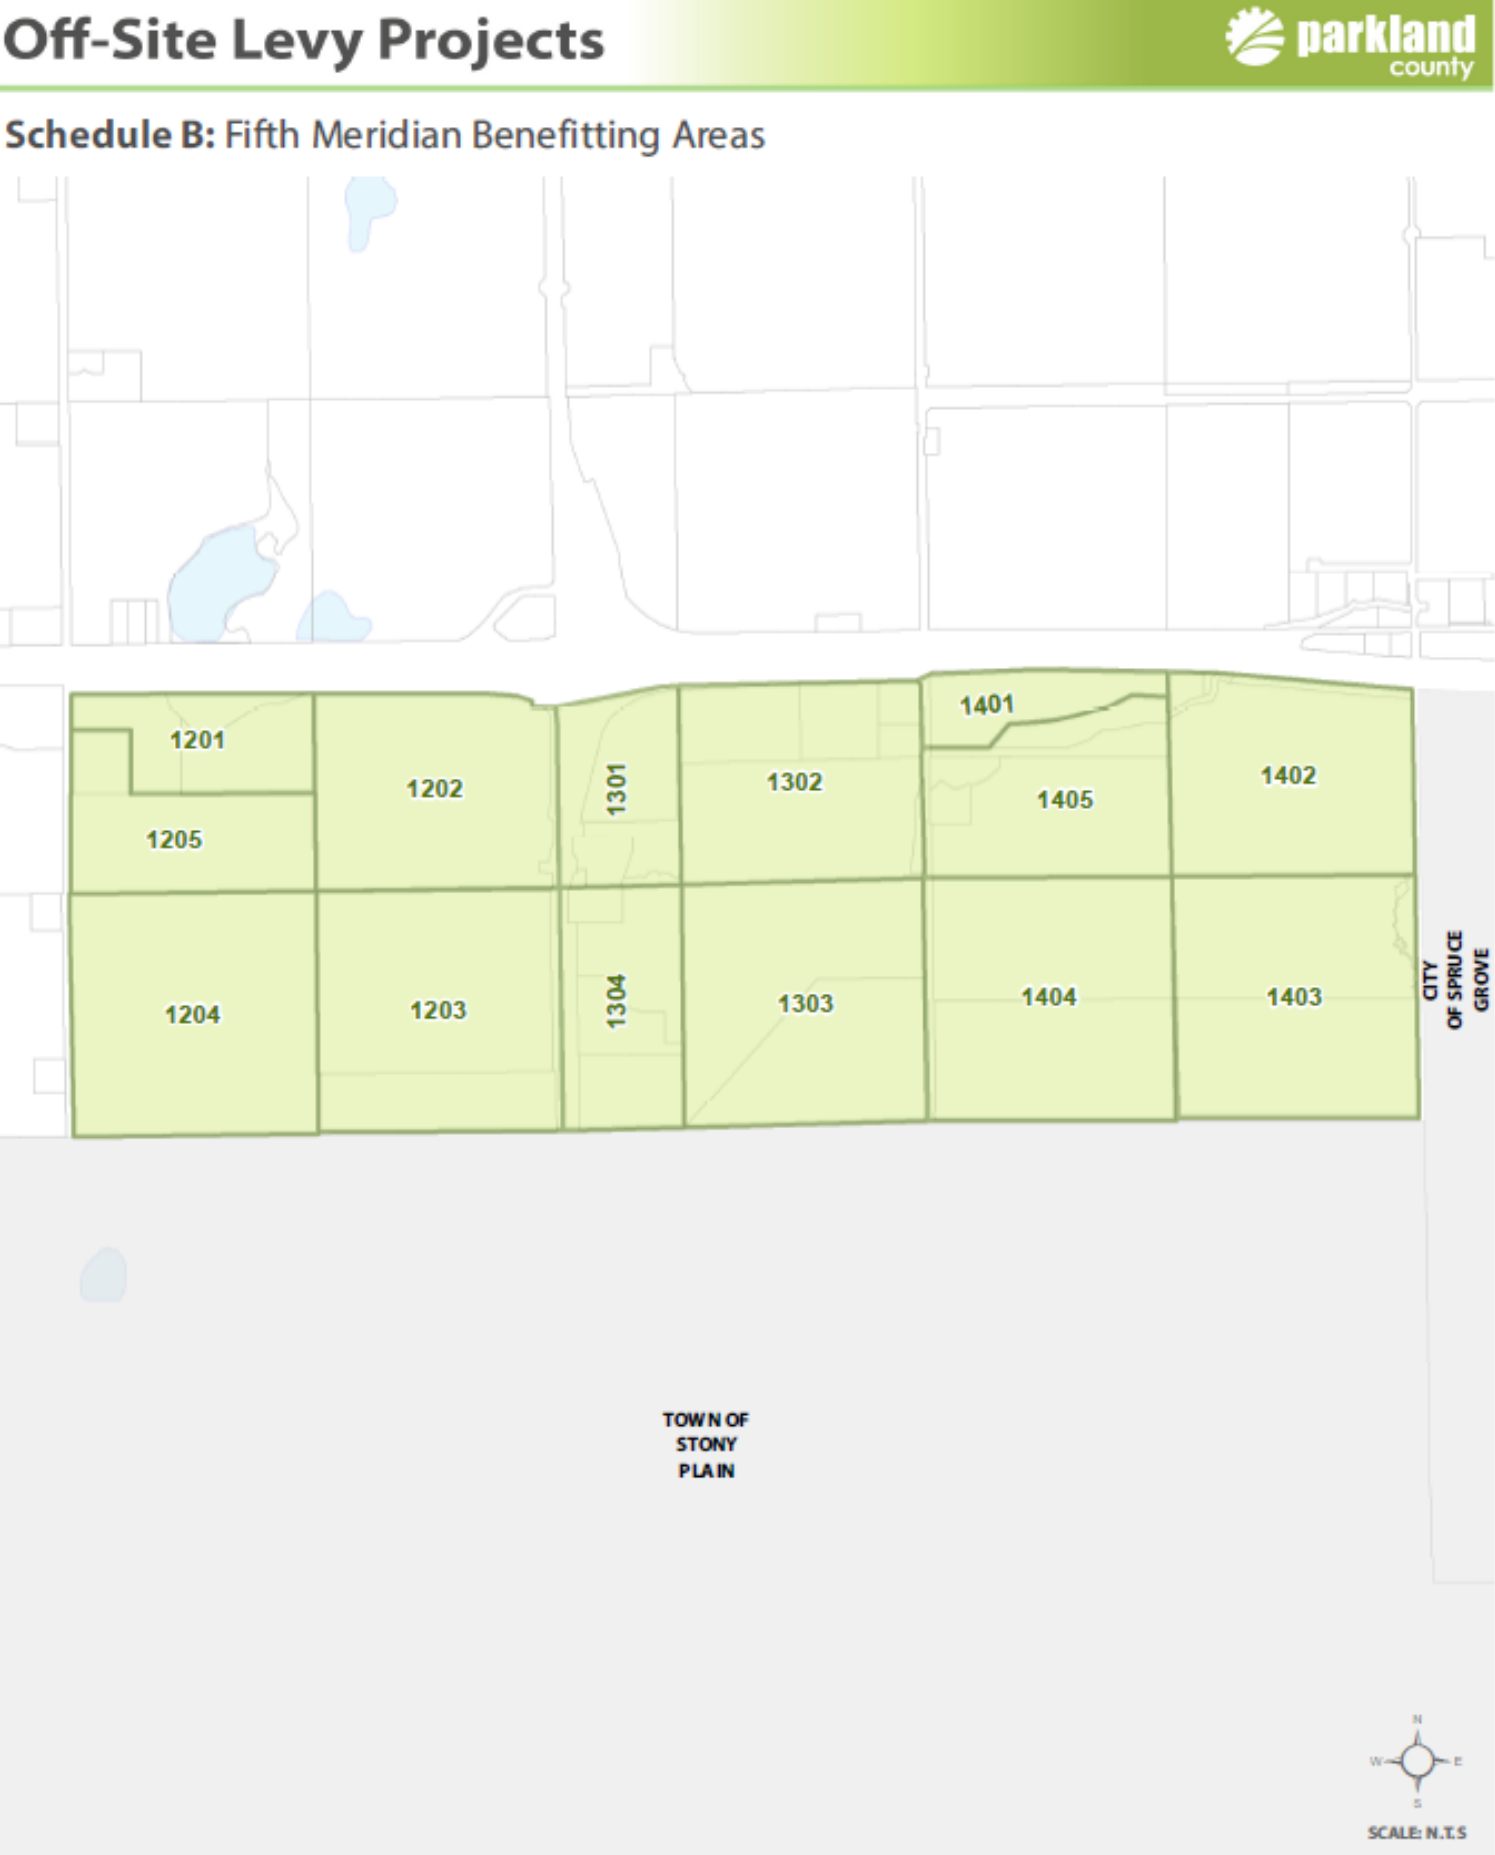 Off-Site Levy Projects
parkland
county
Schedule B: Fifth Meridian Benefitting Areas
1201
1202
1205
1301
1302
1401
1405
1402
1204
1203
1304
1303
1404
1403
CITY
OF SPRUCE
GROVE
TOWN OF
STONY
PLAIN
N
W E
S
SCALE: N.T.S